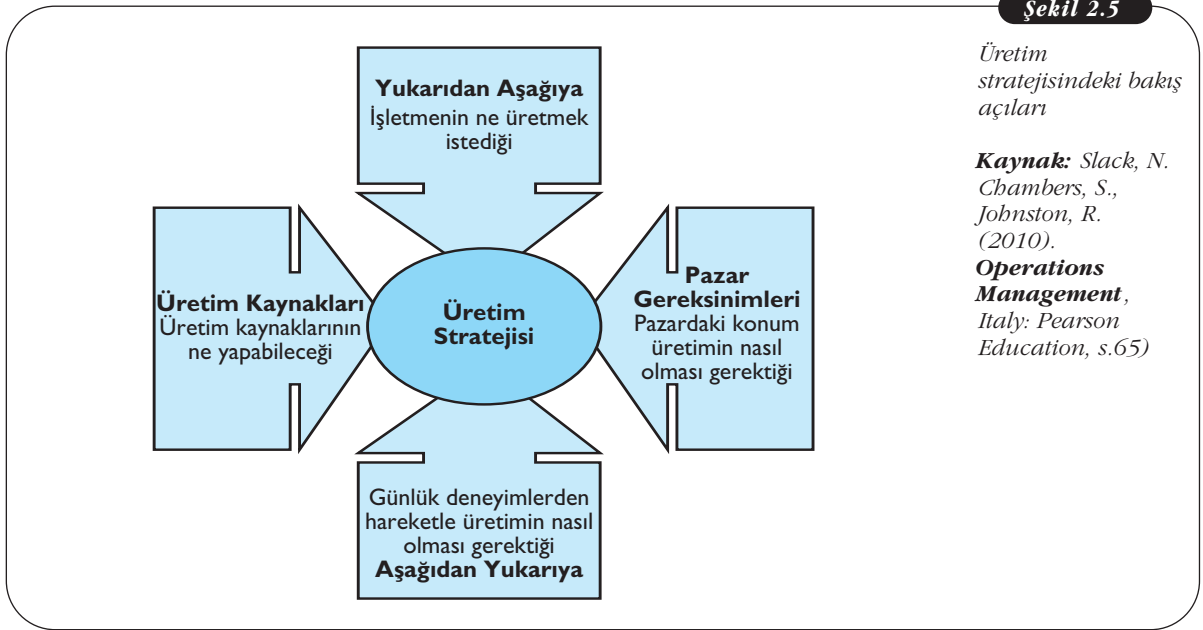 Şekil 2.5
Üretim
stratejisindeki bakış
açıları
Kaynak: Slack, N.
Chambers, S.,
Johnston, R.
(2010).
Operations
Management,
Italy: Pearson
Education, s.65)
Yukarıdan Aşağıya
İşletmenin ne üretmek
istediği
Üretim Kaynakları
Üretim kaynaklarının
ne yapabileceği
Üretim
Stratejisi
Pazar
Gereksinimleri
Pazardaki konum
üretimin nasıl
olması gerektiği
Günlük deneyimlerden
hareketle üretimin nasıl
olması gerektiği
Aşağıdan Yukarıya